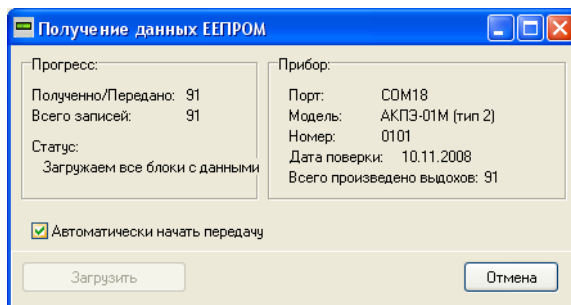 Получение данных ЕЕПРОМ
Прогресс:
Полученно/Передано: 91
Всего записей: 91
Статус:
Загружаем все блоки с данными
Прибор:
Порт: COM18
Модель: АКПЭ-01М (тип 2)
Номер: 0101
Дата поверки: 10.11.2008
Всего произведено выдохов: 91
Автоматически начать передачу
Загрузить
Отмена